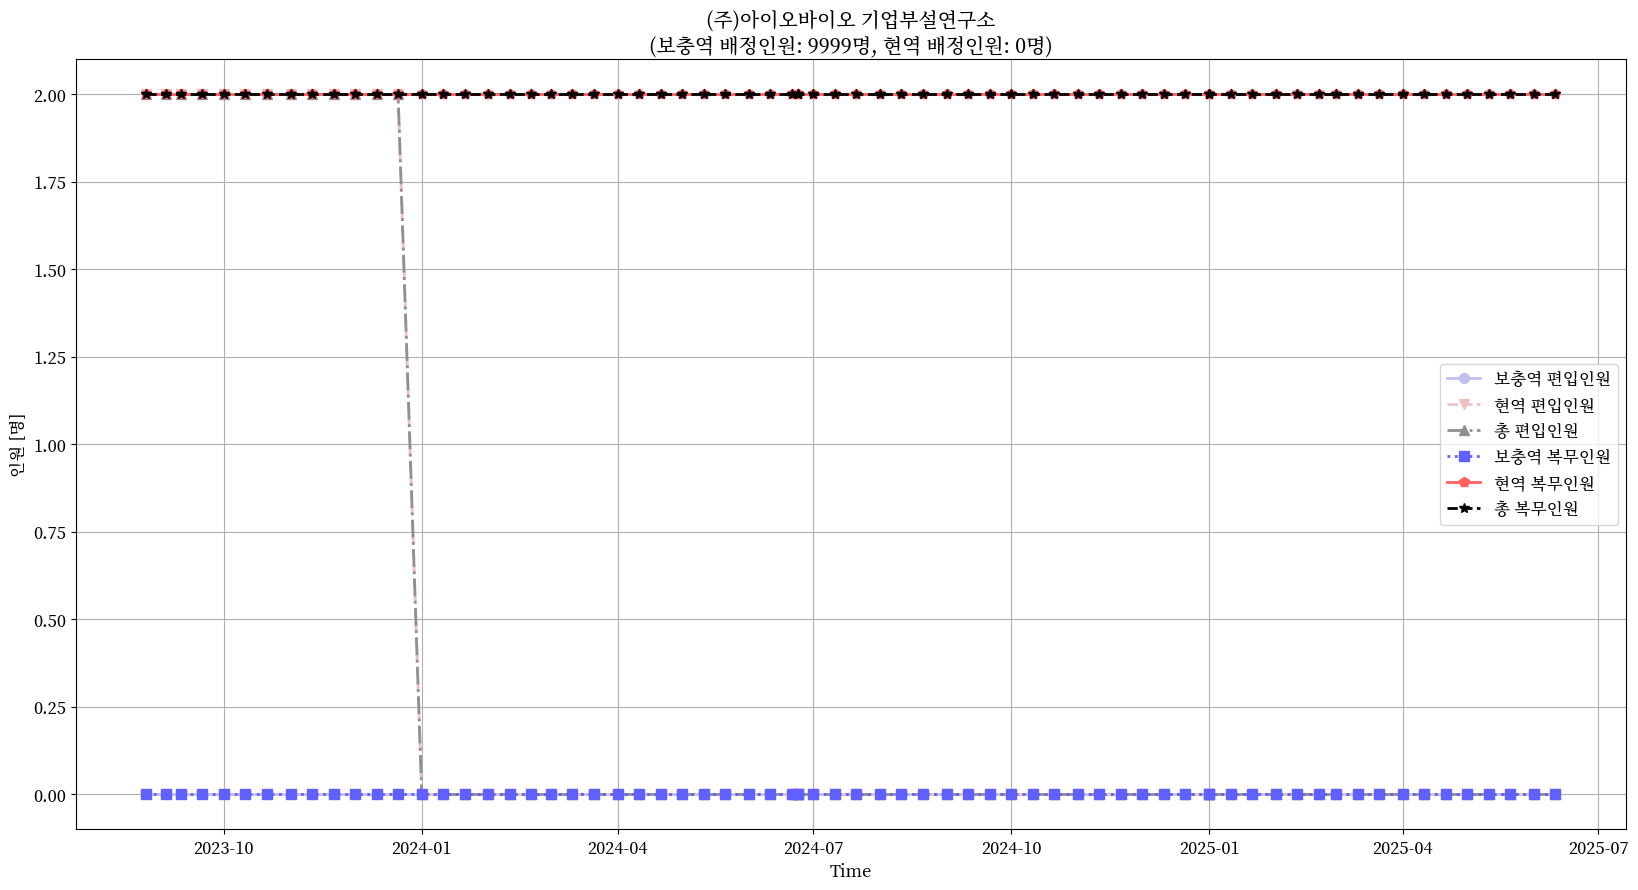 (주)아이오바이오 기업부설연구소
(보충역 배정인원: 9999명, 현역 배정인원: 0명)
2.00
1.75
1.50
1.25
1.00
0.75
0.50
0.25
0.00
인원 [명]
보충역 편입인원
현역 편입인원
총 편입인원
보충역 복무인원
현역 복무인원
총 복무인원
2023-10 2024-01 2024-04 2024-07 2024-10 2025-01 2025-04 2025-07
Time